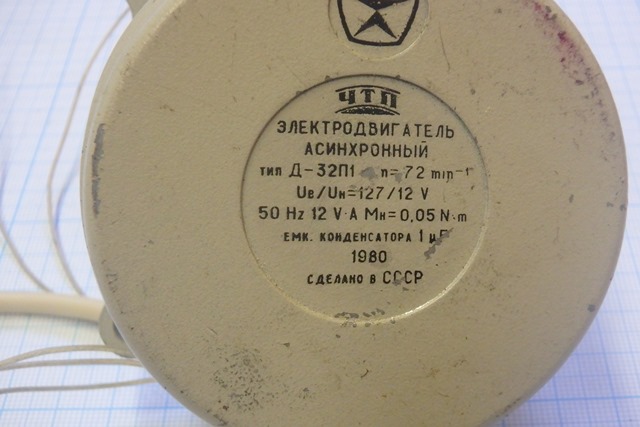 ЧТП
ЭЛЕКТРОДВИГАТЕЛЬ
АСИНХРОННЫЙ
ТИП Д-32П1 n=72 min⁻¹
Uв/Uн=127/12 V
50 Hz 12 V·A Mн=0,05 N·m
ЕМК. КОНДЕНСАТОРА 1 μF
1980
СДЕЛАНО В СССР